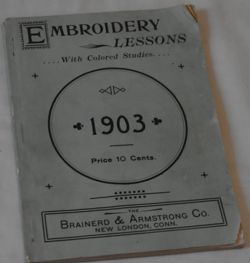 EMBROIDERY
LESSONS
....With Colored Studies....
1903
Price 10 Cents.
THE
BRAINERD & ARMSTRONG CO.
NEW LONDON, CONN.